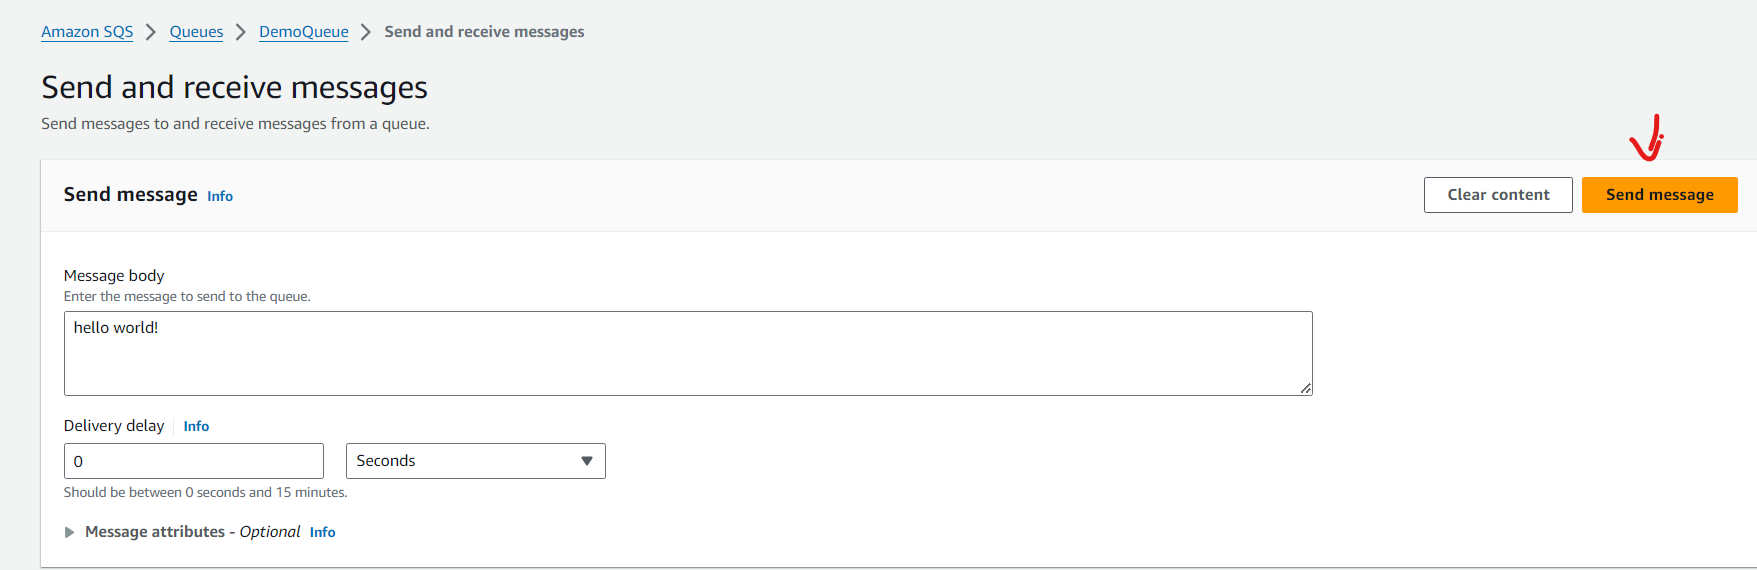 Amazon SQS > Queues > DemoQueue > Send and receive messages
Send and receive messages
Send messages to and receive messages from a queue.
Send message Info Clear content Send message
Message body
Enter the message to send to the queue.
hello world!
Delivery delay Info
0 Seconds
Should be between 0 seconds and 15 minutes.
Message attributes - Optional Info